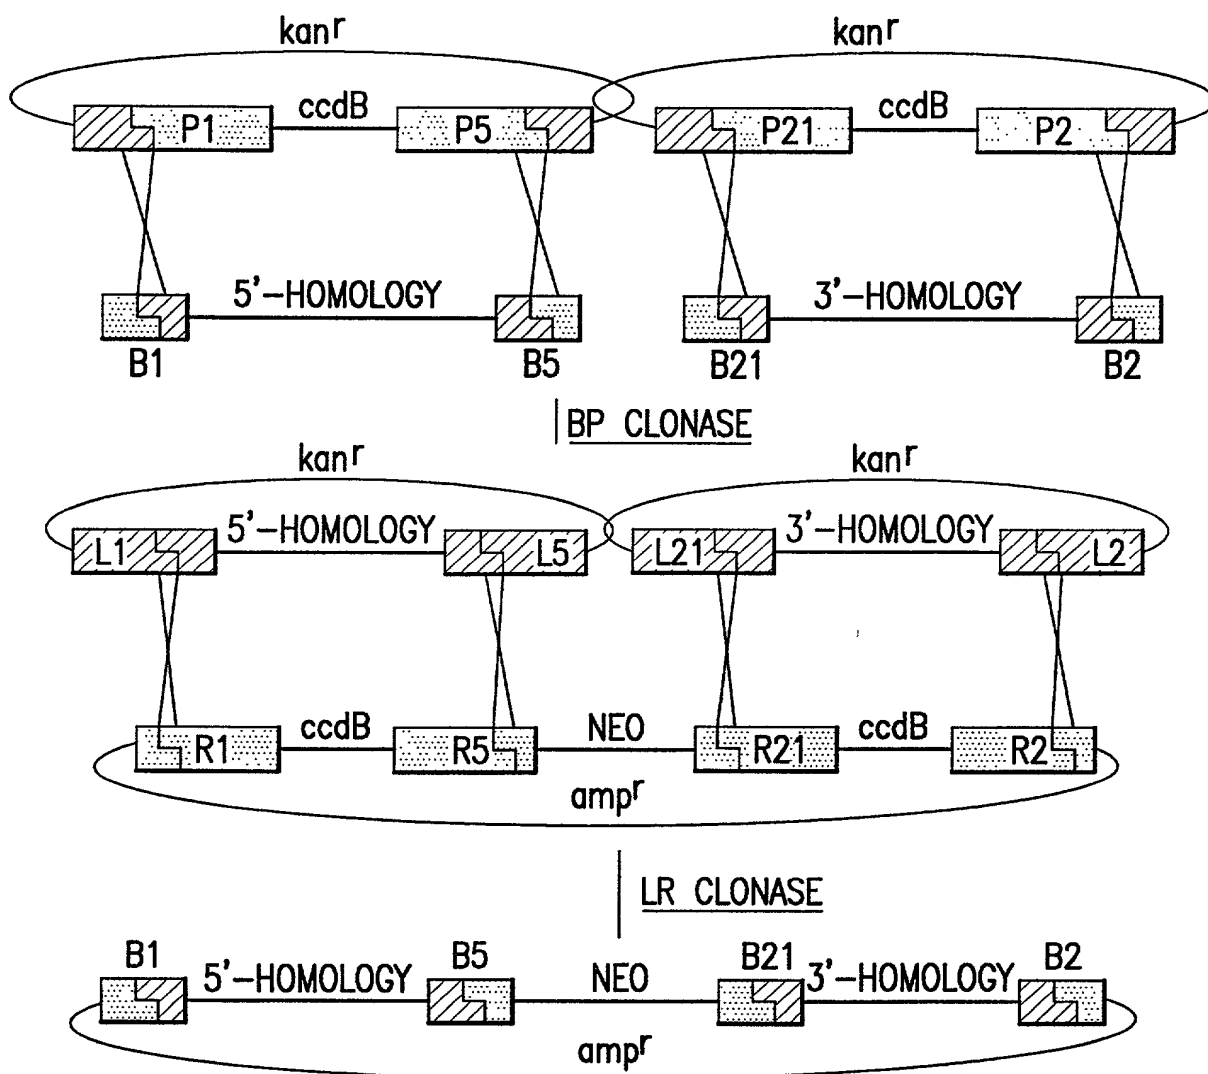 kanʳ kanʳ
P1 ccdB P5 P21 ccdB P2
5'-HOMOLOGY 3'-HOMOLOGY
B1 B5 B21 B2
BP CLONASE
kanʳ kanʳ
L1 5'-HOMOLOGY L5 L21 3'-HOMOLOGY L2
R1 ccdB R5 NEO R21 ccdB R2
ampʳ
LR CLONASE
B1 5'-HOMOLOGY B5 NEO B21 3'-HOMOLOGY B2
ampʳ